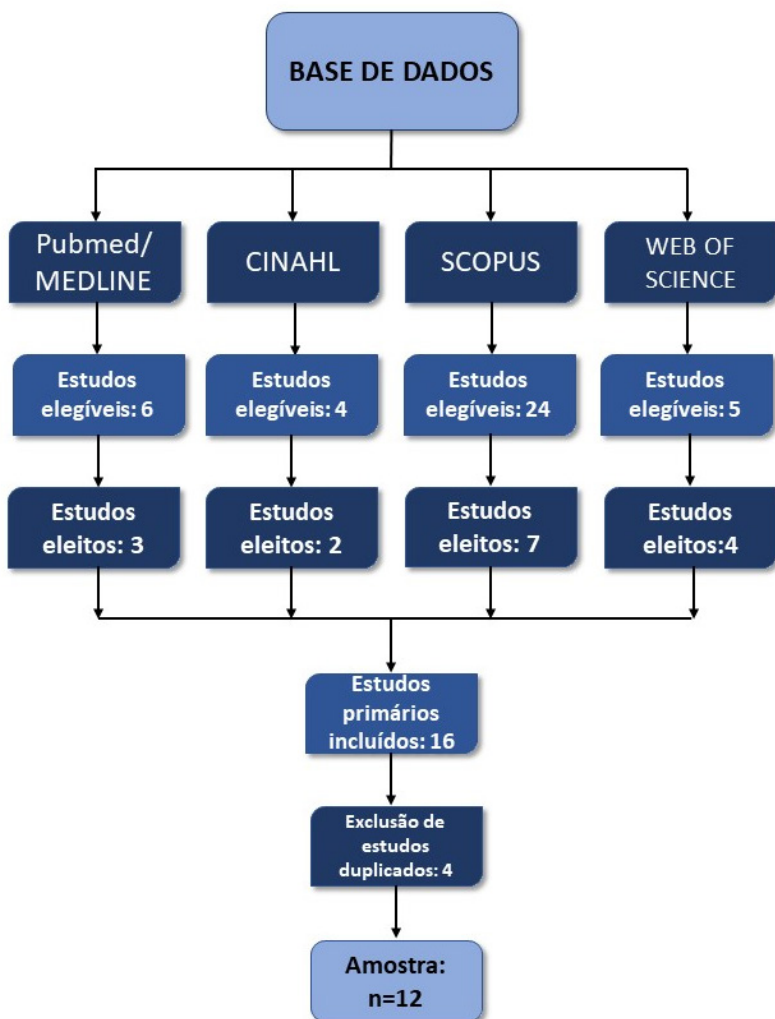 BASE DE DADOS
Pubmed/
MEDLINE
CINAHL
SCOPUS
WEB OF
SCIENCE
Estudos
elegíveis: 6
Estudos
elegíveis: 4
Estudos
elegíveis: 24
Estudos
elegíveis: 5
Estudos
eleitos: 3
Estudos
eleitos: 2
Estudos
eleitos: 7
Estudos
eleitos:4
Estudos
primários
incluídos: 16
Exclusão de
estudos
duplicados: 4
Amostra:
n=12